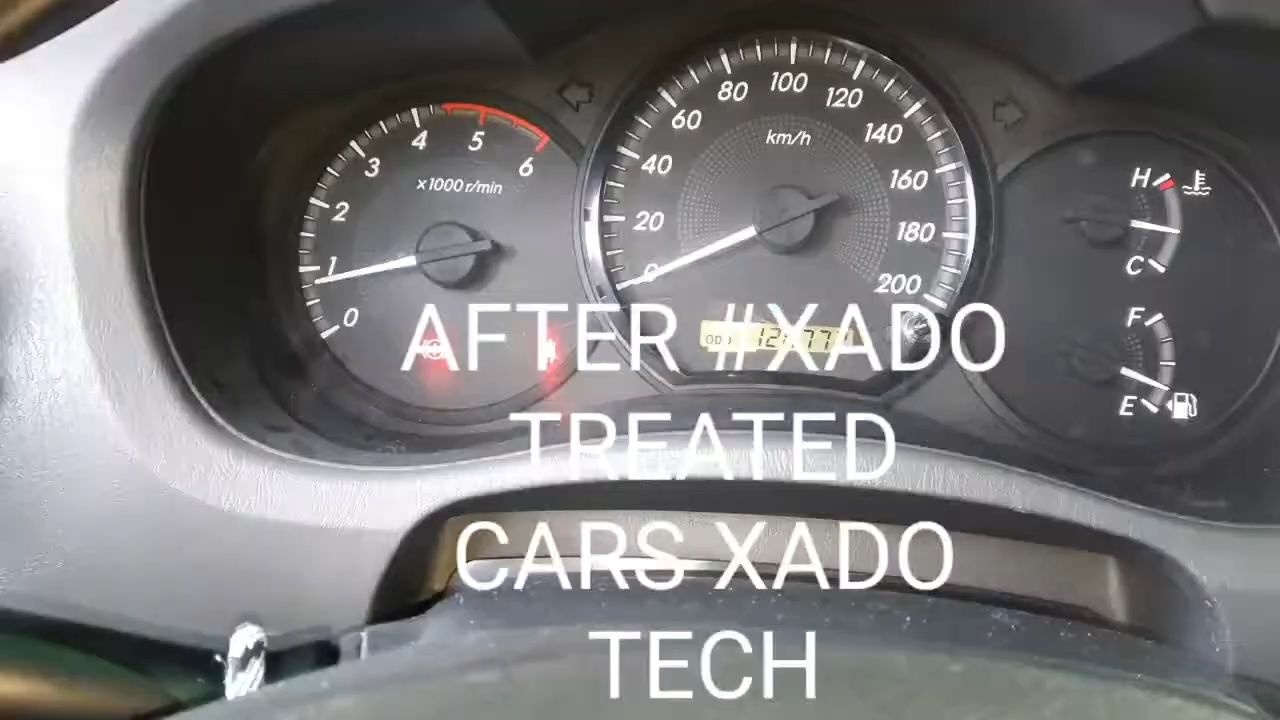 80 100 120
60 140
40 km/h 160
20 180
0 200
4 5 6
3
x1000 r/min
2
1
0
H
C
F
E
ODO
AFTER #XADO
TREATED
CARS XADO
TECH